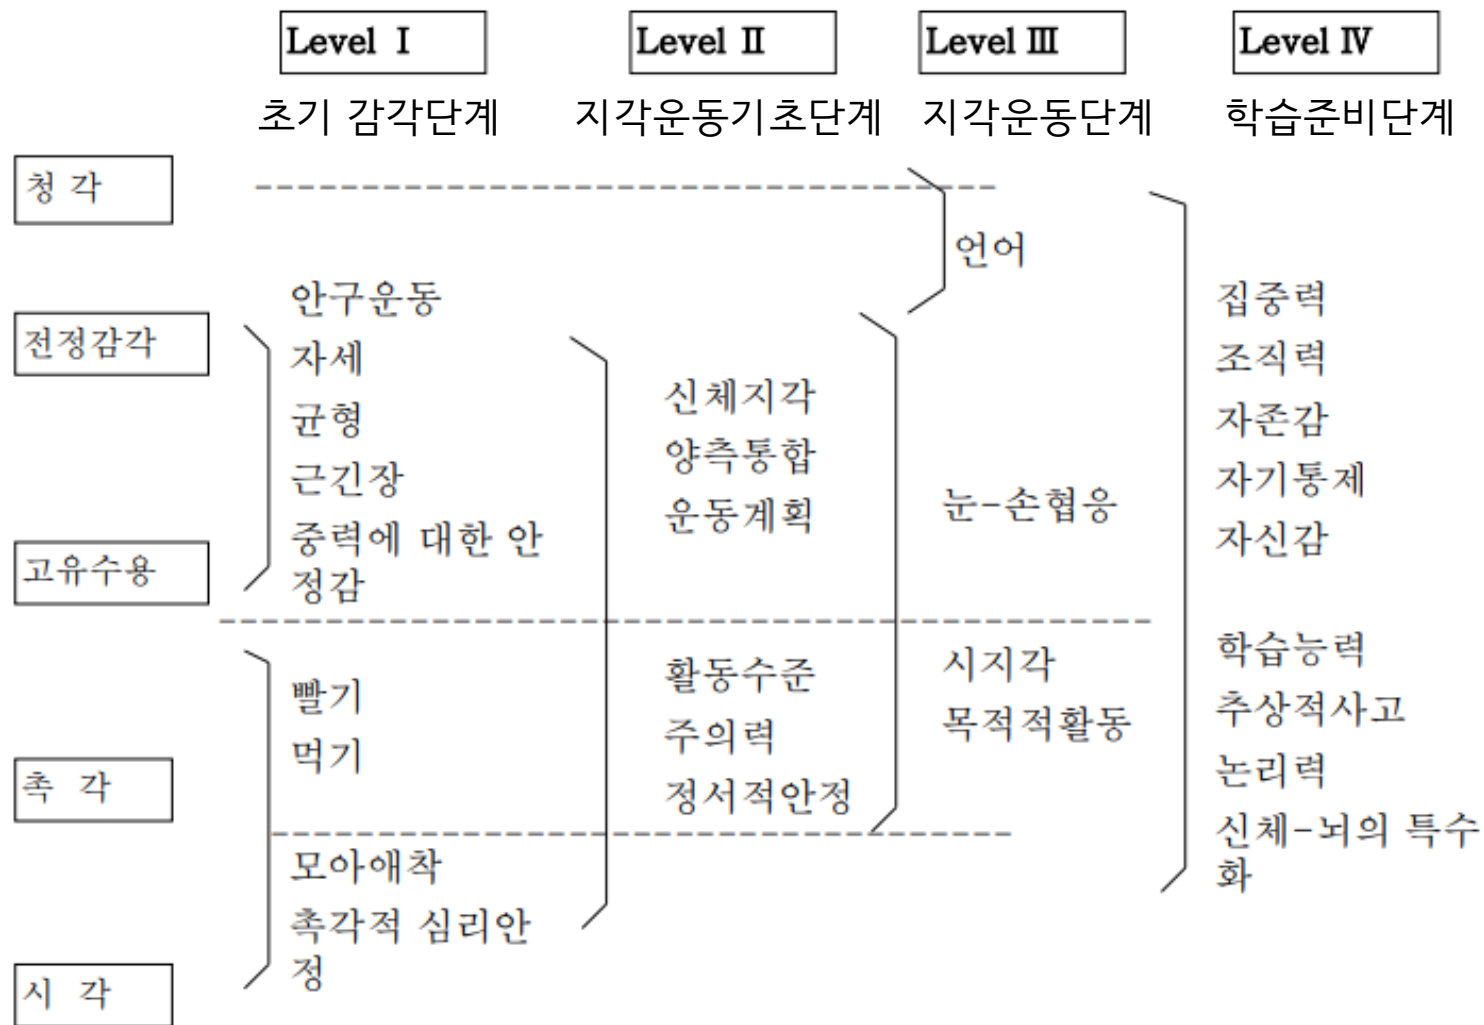 Level Ⅰ
Level Ⅱ
Level Ⅲ
Level Ⅳ
초기 감각단계
지각운동기초단계
지각운동단계
학습준비단계
청 각
전정감각
고유수용
촉 각
시 각
안구운동
자세
균형
근긴장
중력에 대한 안
정감
빨기
먹기
모아애착
촉각적 심리안
정
신체지각
양측통합
운동계획
활동수준
주의력
정서적안정
언어
눈-손협응
시지각
목적적활동
집중력
조직력
자존감
자기통제
자신감
학습능력
추상적사고
논리력
신체-뇌의 특수
화